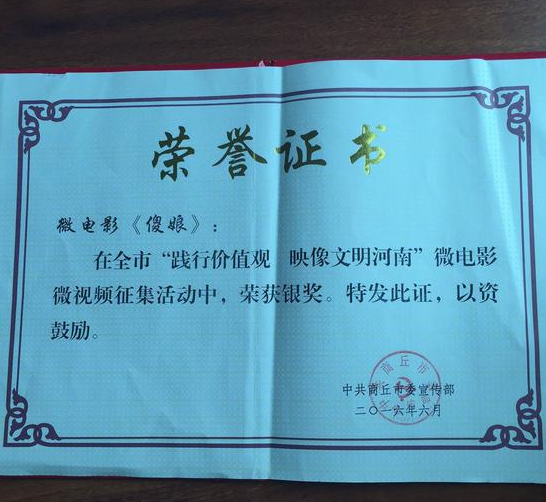 荣誉证书
微电影《傻娘》：
在全市“践行价值观 映像文明河南”微电影
微视频征集活动中，荣获银奖。特发此证，以资
鼓励。
商丘市
中共商丘市委宣传部
二〇一六年六月